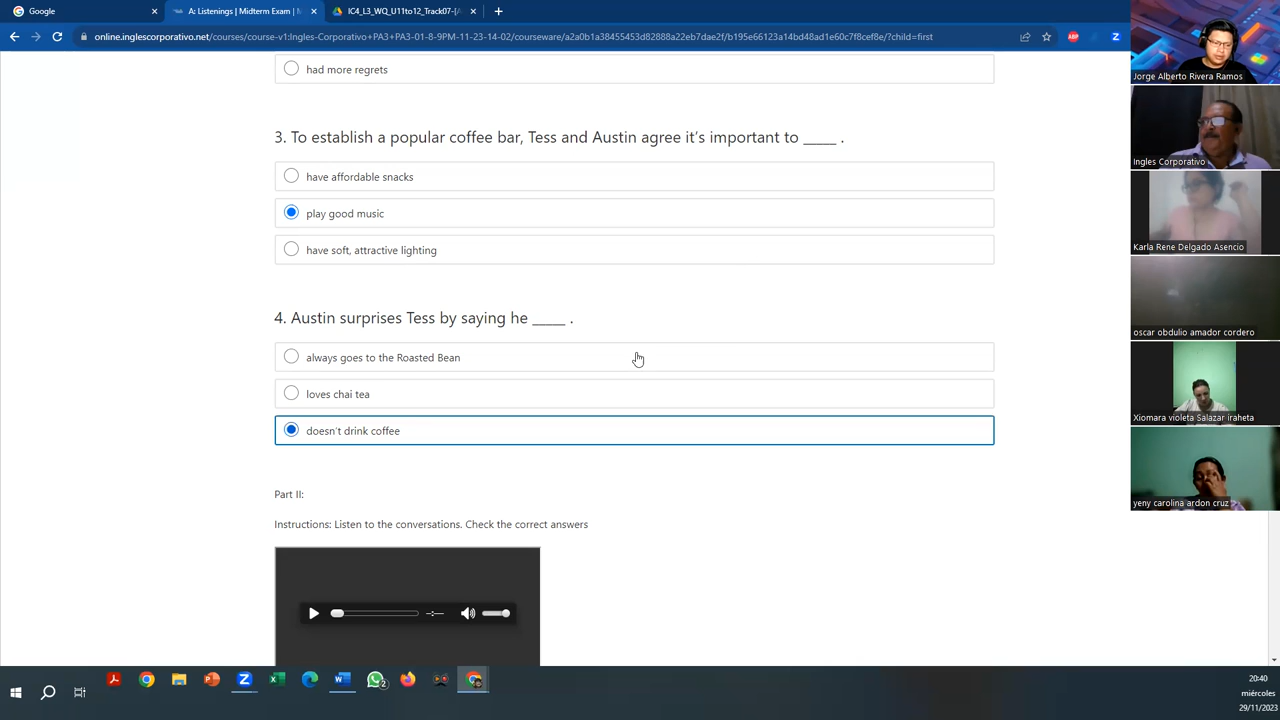 Google
A: Listenings | Midterm Exam | M
IC4_L3_WQ_U11to12_Track07-[A
online.inglescorporativo.net/courses/course-v1:Ingles-Corporativo+PA3+PA3-01-8-9PM-11-23-14-02/courseware/a2a0b1a38455453d82888a22eb7dae2f/b195e66123a14bd48ad1e60c7f8cef8e/?child=first
ABP
Z
had more regrets
3. To establish a popular coffee bar, Tess and Austin agree it's important to _____ .
have affordable snacks
play good music
have soft, attractive lighting
4. Austin surprises Tess by saying he _____ .
always goes to the Roasted Bean
loves chai tea
doesn't drink coffee
Part II:
Instructions: Listen to the conversations. Check the correct answers
-:--
Jorge Alberto Rivera Ramos
Ingles Corporativo
Karla Rene Delgado Asencio
oscar obdulio amador cordero
Xiomara violeta Salazar iraheta
yeny carolina ardon cruz
2
20:40
miércoles
29/11/2023